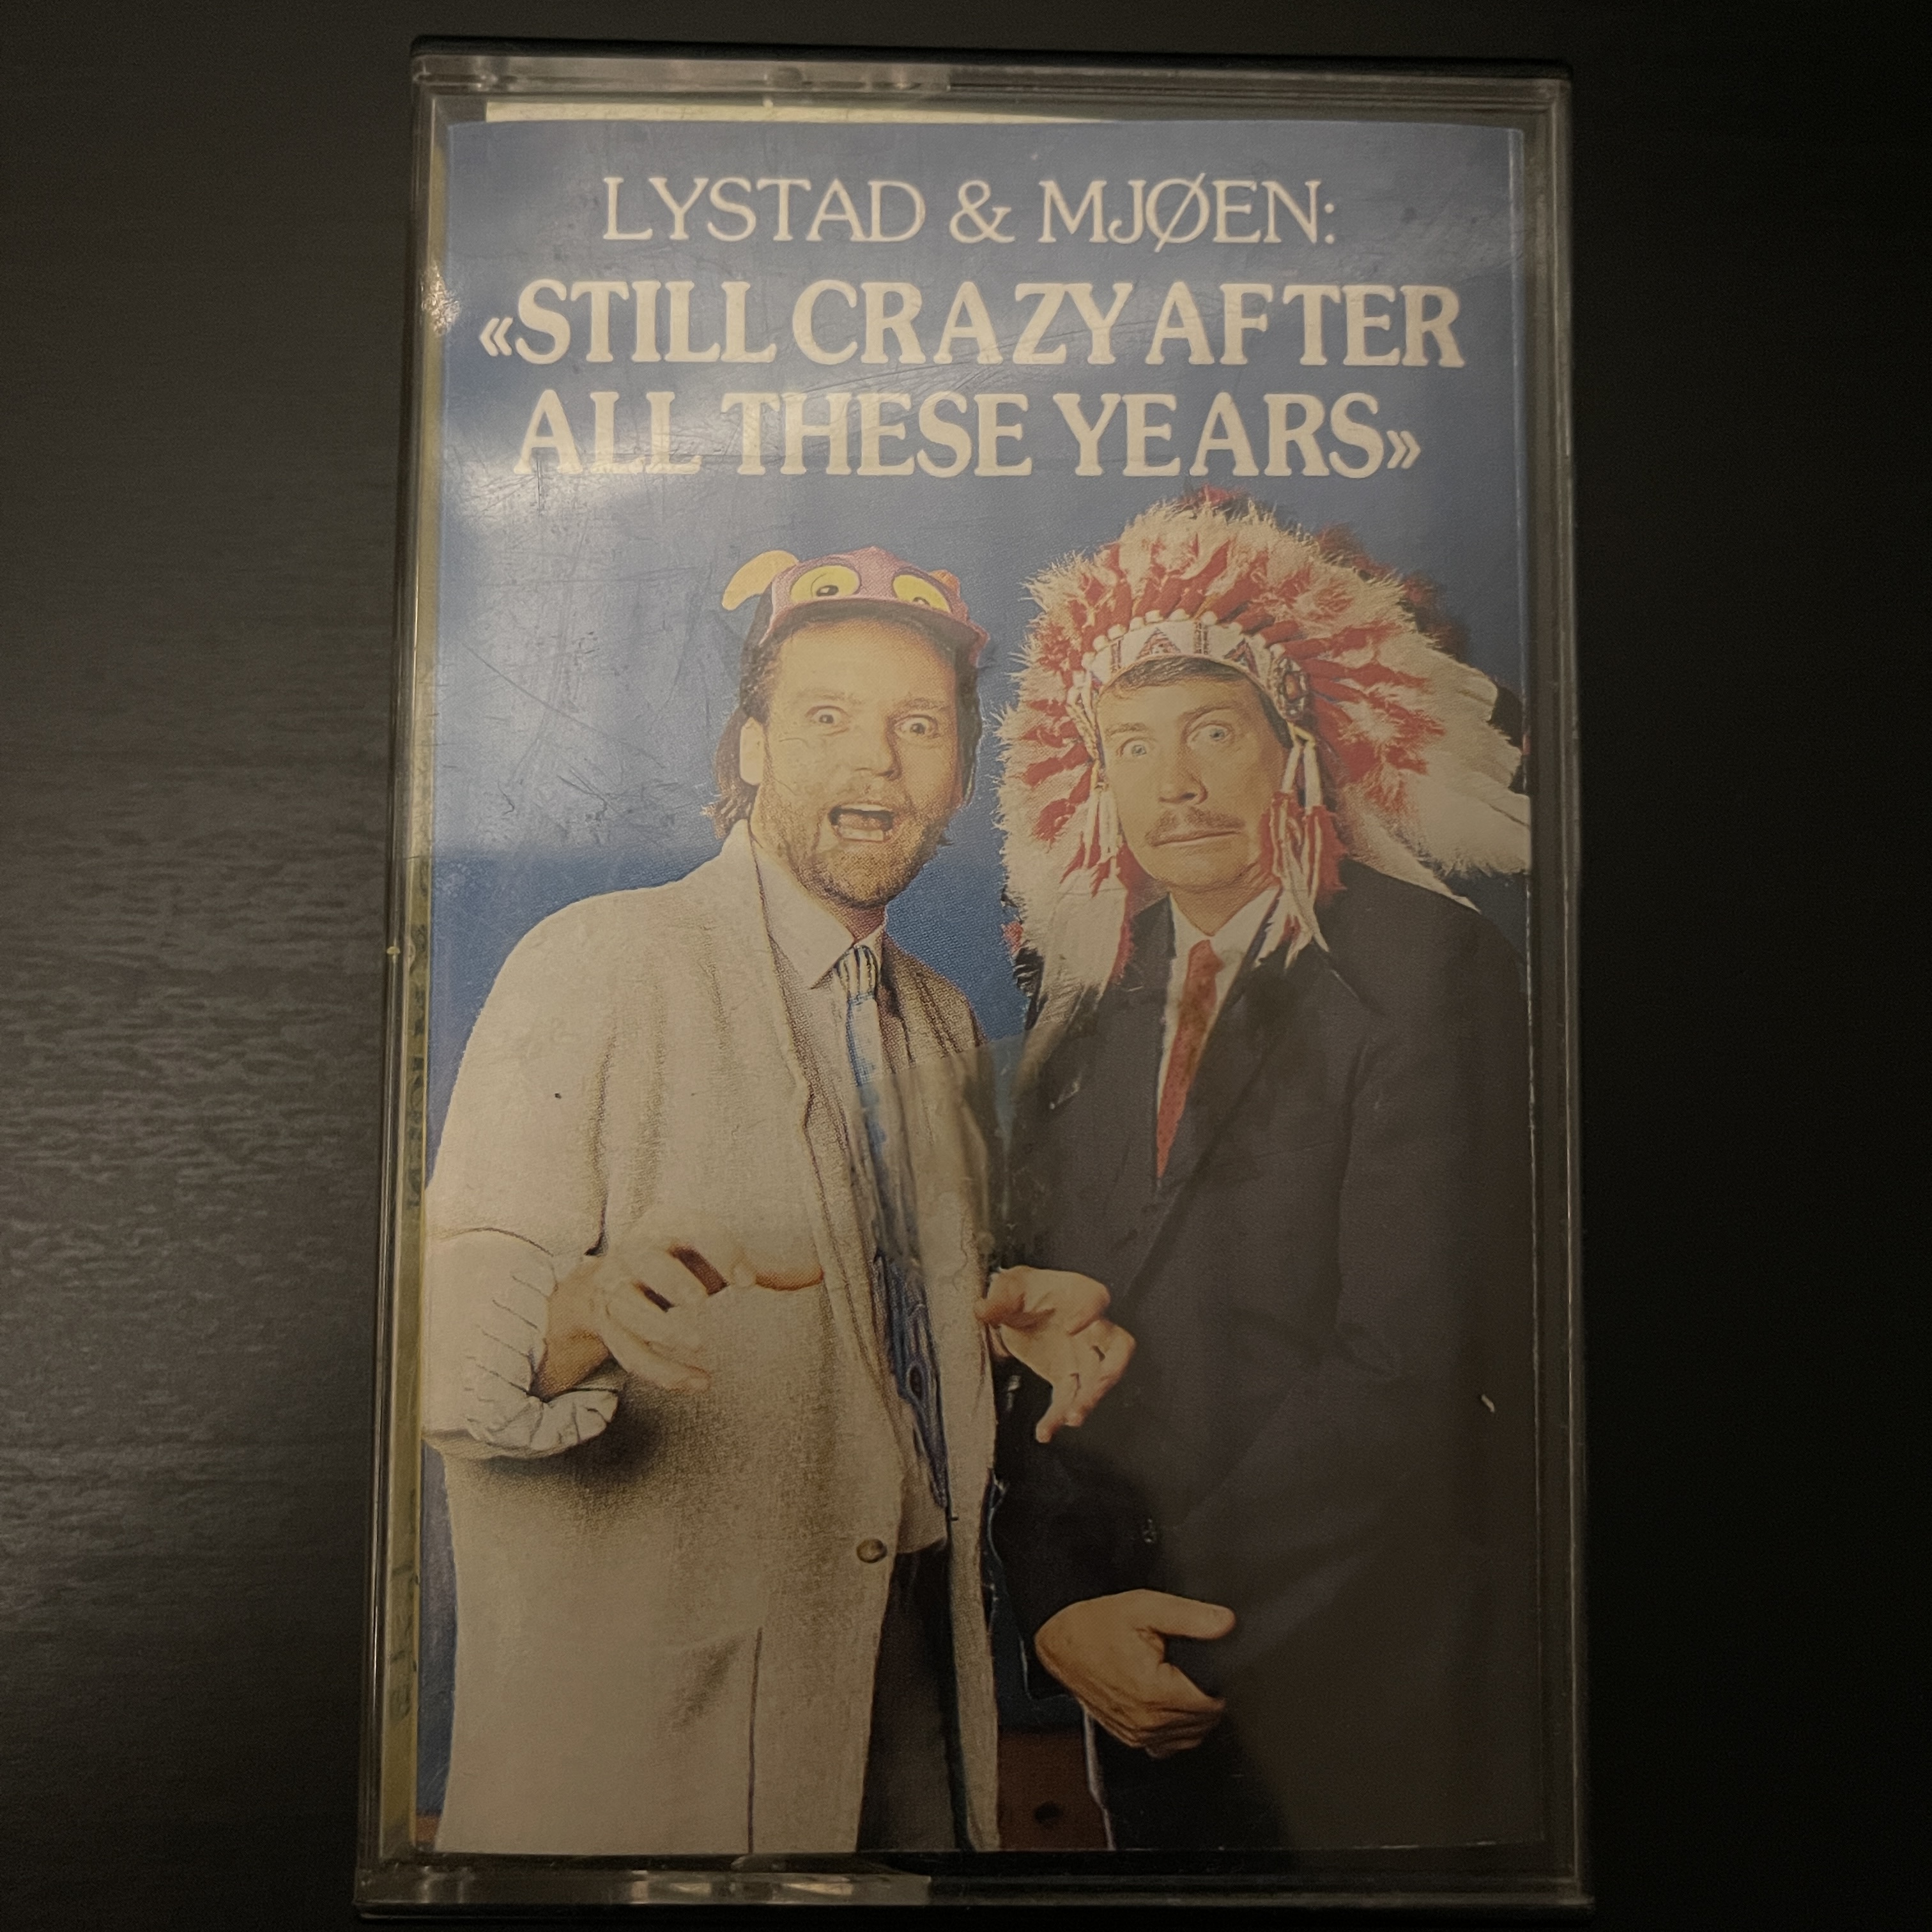 LYSTAD & MJØEN:
«STILL CRAZY AFTER
ALL THESE YEARS»